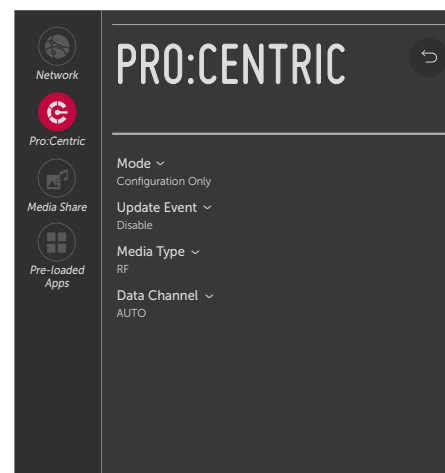 Network
Pro:Centric
Media Share
Pre-loaded
Apps
PRO:CENTRIC
Mode
Configuration Only
Update Event
Disable
Media Type
RF
Data Channel
AUTO